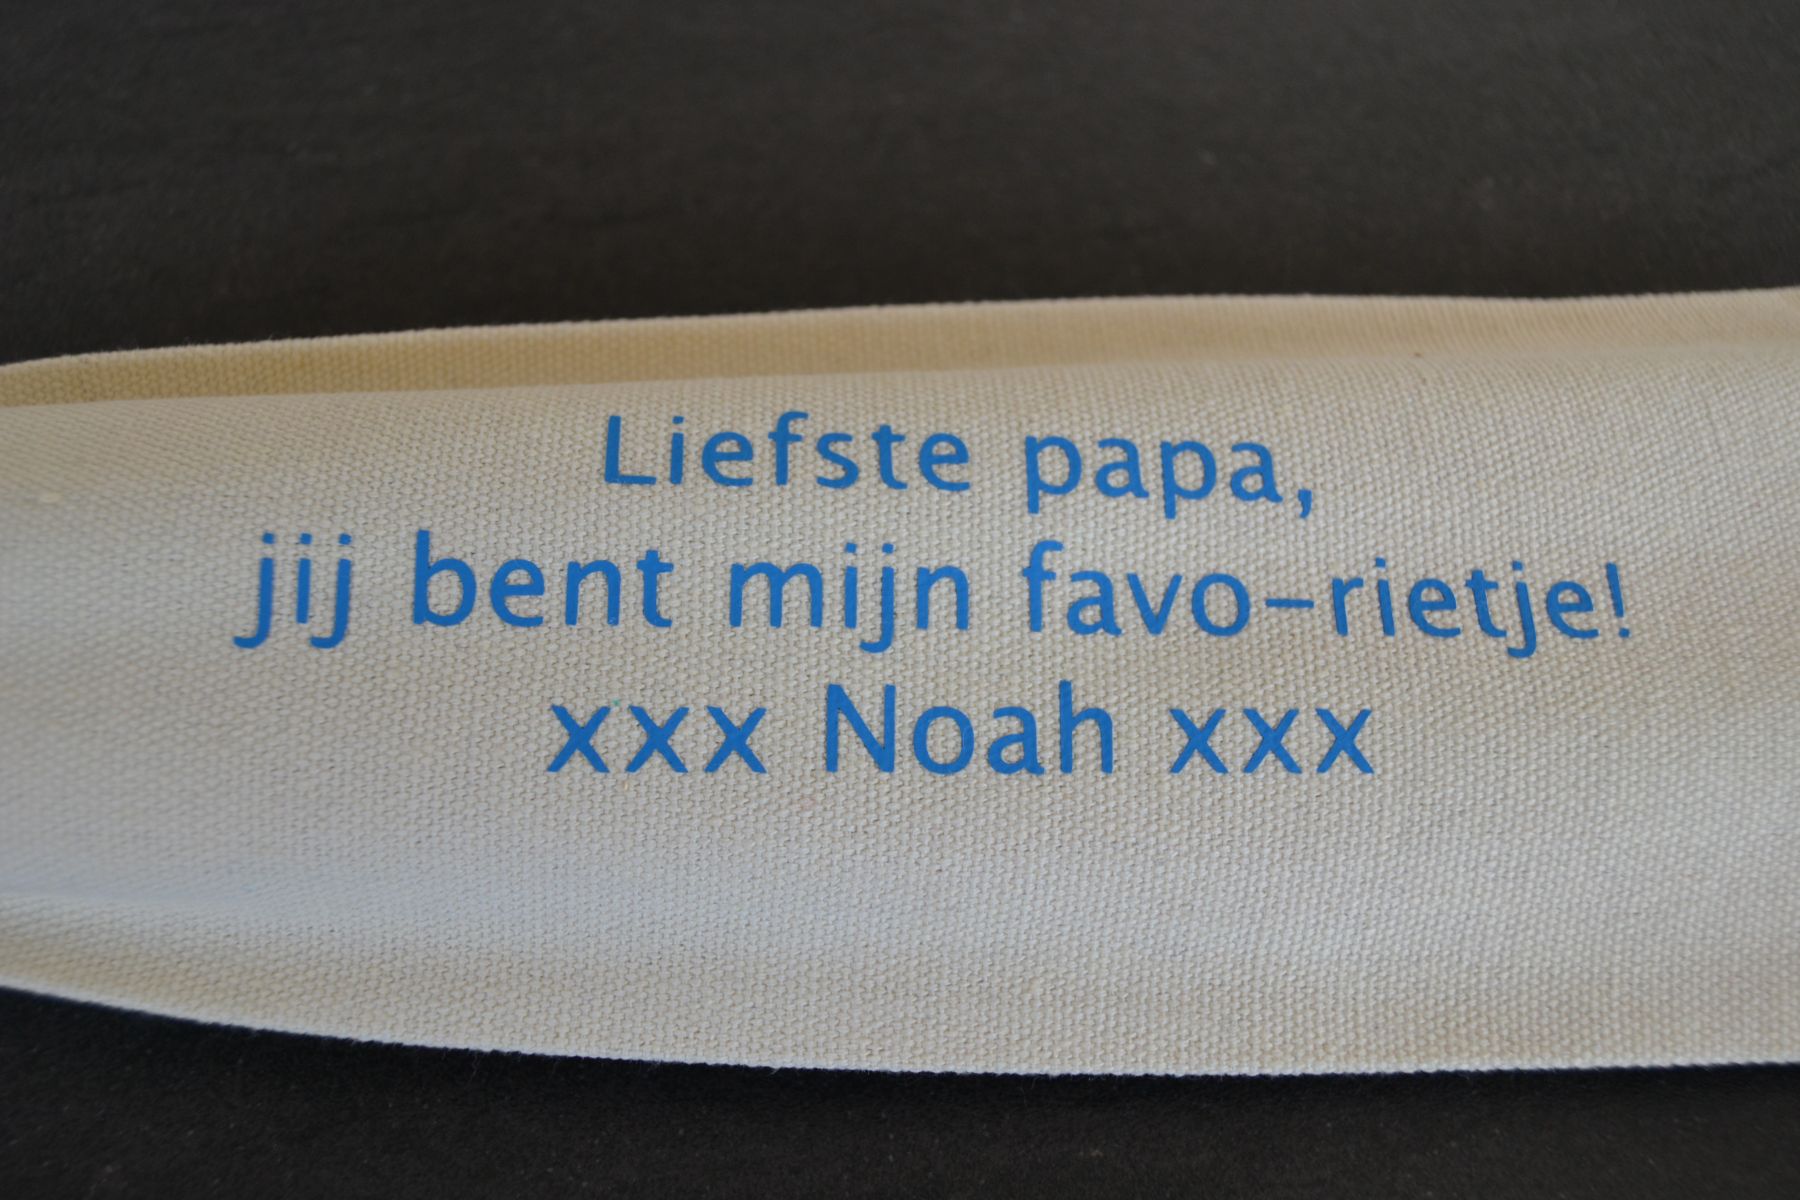 Liefste papa,
jij bent mijn favo-rietje!
xxx Noah xxx